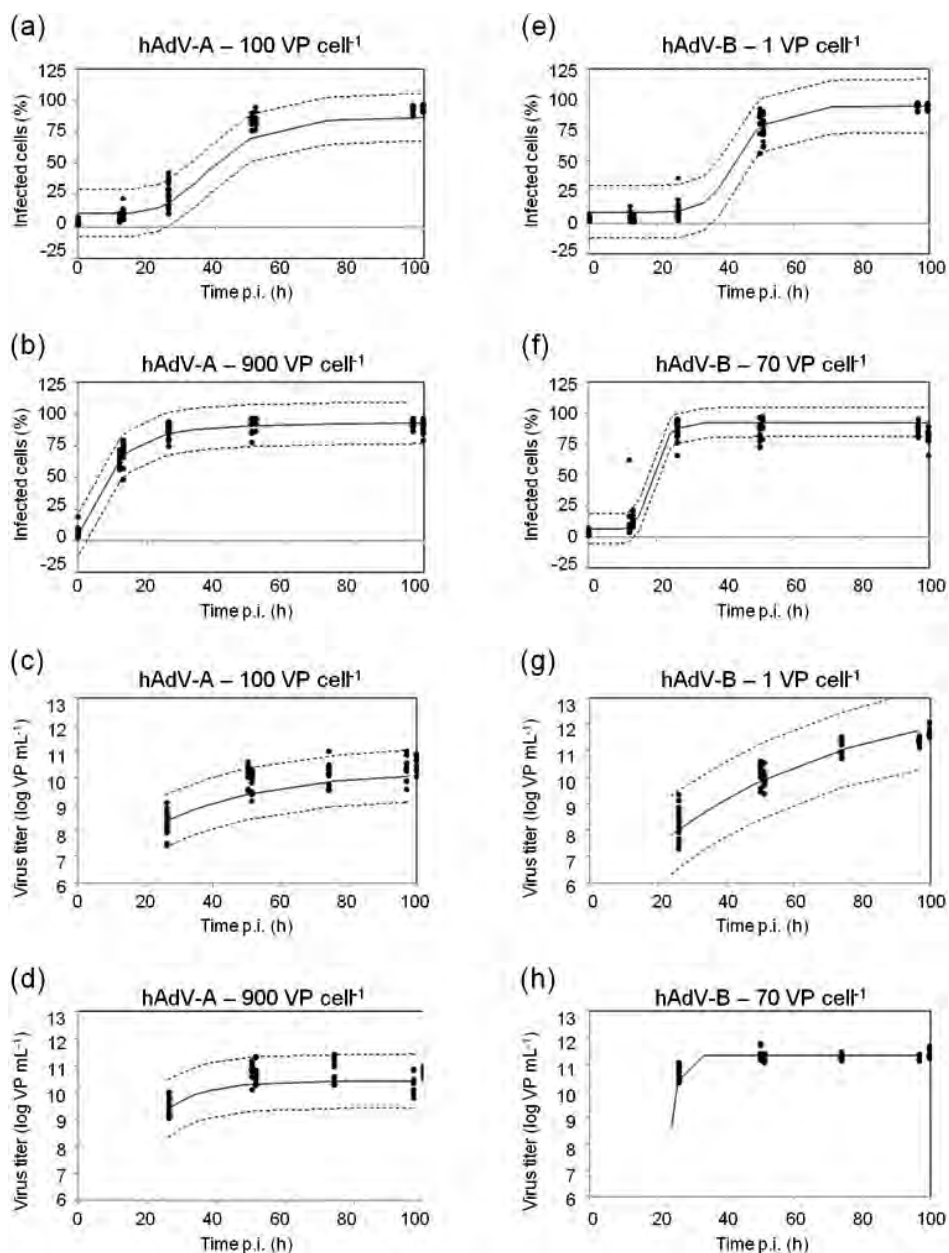 (a)
hAdV-A – 100 VP cell⁻¹
Infected cells (%)
125
100
75
50
25
0
-25
0 20 40 60 80 100
Time p.i. (h)
(b)
hAdV-A – 900 VP cell⁻¹
Infected cells (%)
125
100
75
50
25
0
-25
0 20 40 60 80 100
Time p.i. (h)
(c)
hAdV-A – 100 VP cell⁻¹
Virus titer (log VP mL⁻¹)
13
12
11
10
9
8
7
6
0 20 40 60 80 100
Time p.i. (h)
(d)
hAdV-A – 900 VP cell⁻¹
Virus titer (log VP mL⁻¹)
13
12
11
10
9
8
7
6
0 20 40 60 80 100
Time p.i. (h)
(e)
hAdV-B – 1 VP cell⁻¹
Infected cells (%)
125
100
75
50
25
0
-25
0 20 40 60 80 100
Time p.i. (h)
(f)
hAdV-B – 70 VP cell⁻¹
Infected cells (%)
125
100
75
50
25
0
-25
0 20 40 60 80 100
Time p.i. (h)
(g)
hAdV-B – 1 VP cell⁻¹
Virus titer (log VP mL⁻¹)
13
12
11
10
9
8
7
6
0 20 40 60 80 100
Time p.i. (h)
(h)
hAdV-B – 70 VP cell⁻¹
Virus titer (log VP mL⁻¹)
13
12
11
10
9
8
7
6
0 20 40 60 80 100
Time p.i. (h)